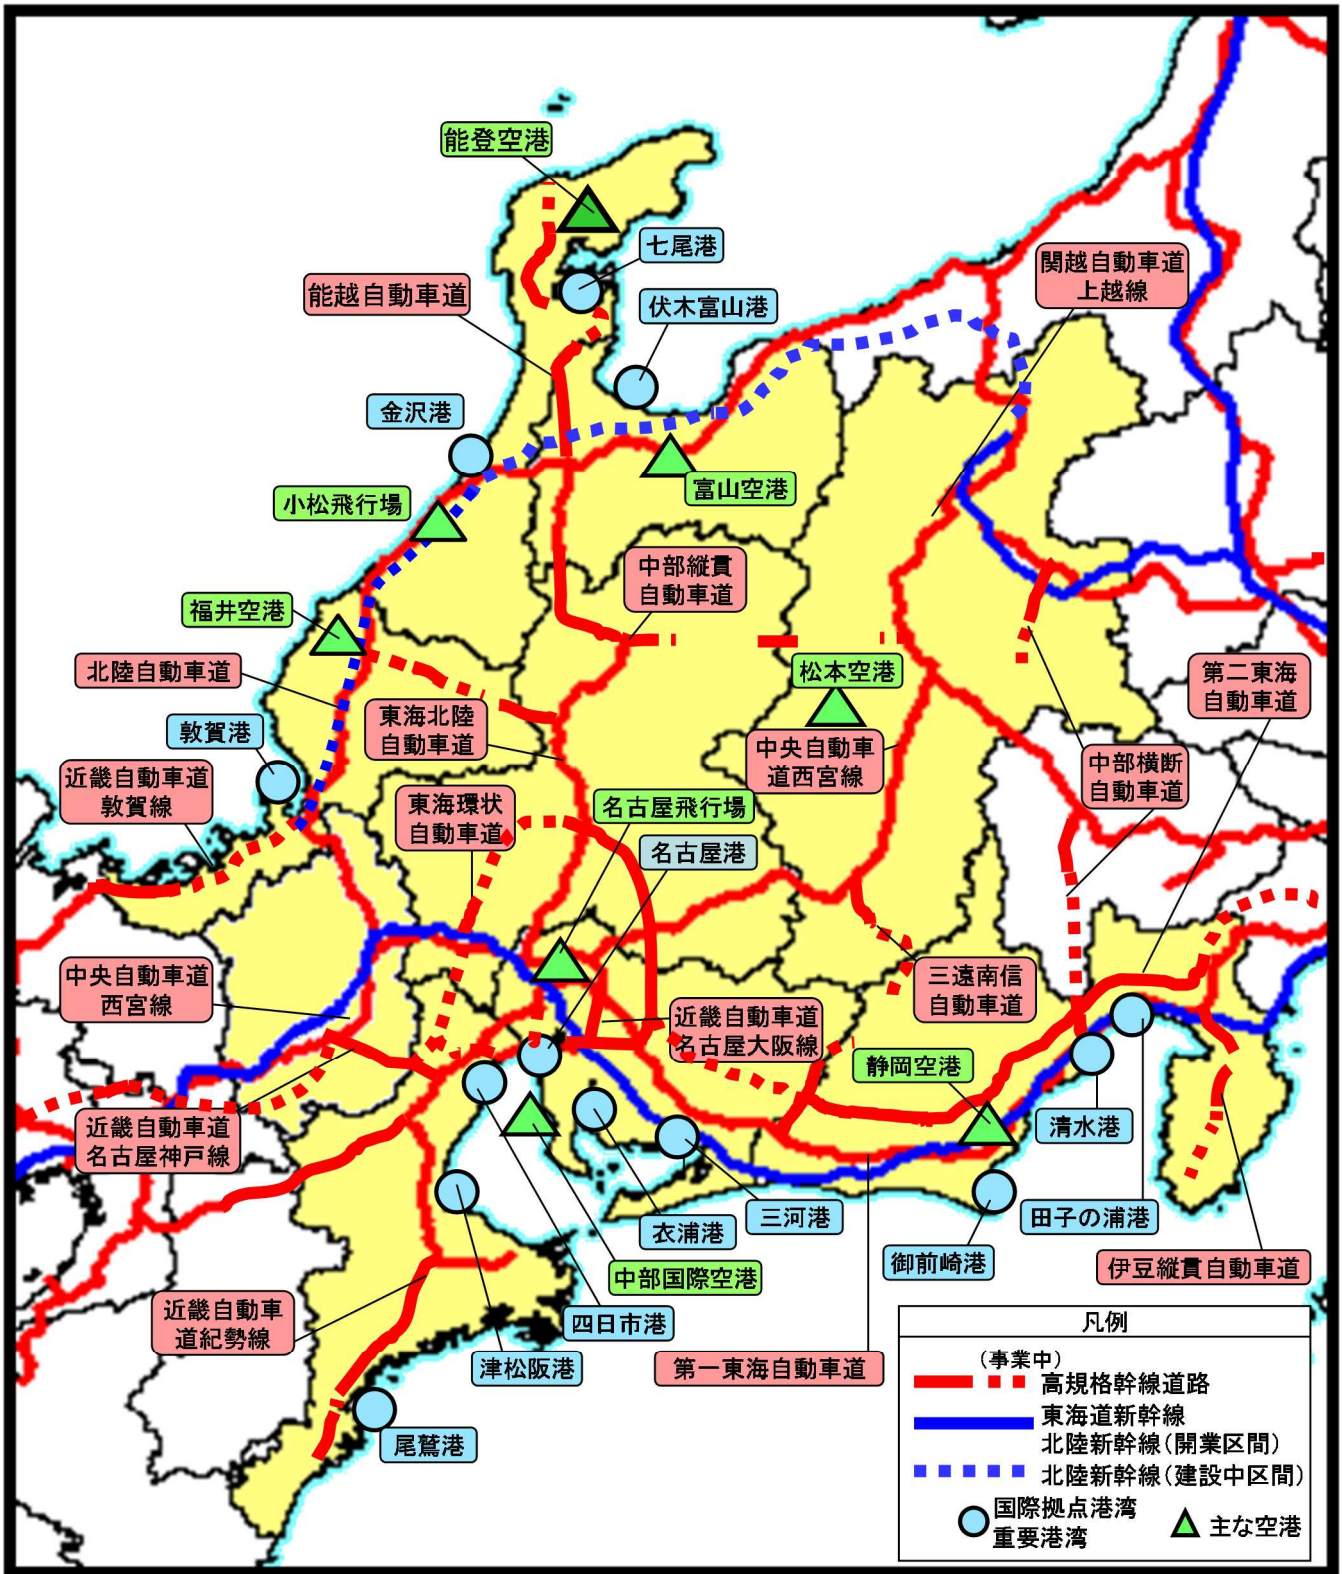 能登空港
七尾港
関越自動車道
上越線
能越自動車道
伏木富山港
金沢港
小松飛行場
富山空港
中部縦貫
自動車道
福井空港
北陸自動車道
松本空港
第二東海
自動車道
東海北陸
自動車道
敦賀港
中央自動車
道西宮線
中部横断
自動車道
近畿自動車道
敦賀線
東海環状
自動車道
名古屋飛行場
名古屋港
中央自動車道
西宮線
三遠南信
自動車道
近畿自動車道
名古屋大阪線
静岡空港
近畿自動車道
名古屋神戸線
清水港
衣浦港
三河港
田子の浦港
御前崎港
伊豆縦貫自動車道
中部国際空港
四日市港
近畿自動車
道紀勢線
津松阪港
第一東海自動車道
尾鷲港
凡例
(事業中)
高規格幹線道路
東海道新幹線
北陸新幹線(開業区間)
北陸新幹線(建設中区間)
国際拠点港湾
重要港湾
主な空港